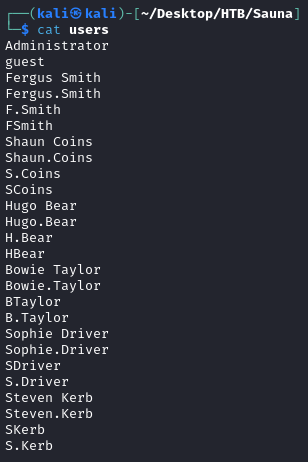 ┌──(kali㉿kali)-[~/Desktop/HTB/Sauna]
└─$ cat users
Administrator
guest
Fergus Smith
Fergus.Smith
F.Smith
FSmith
Shaun Coins
Shaun.Coins
S.Coins
SCoins
Hugo Bear
Hugo.Bear
H.Bear
HBear
Bowie Taylor
Bowie.Taylor
BTaylor
B.Taylor
Sophie Driver
Sophie.Driver
SDriver
S.Driver
Steven Kerb
Steven.Kerb
SKerb
S.Kerb